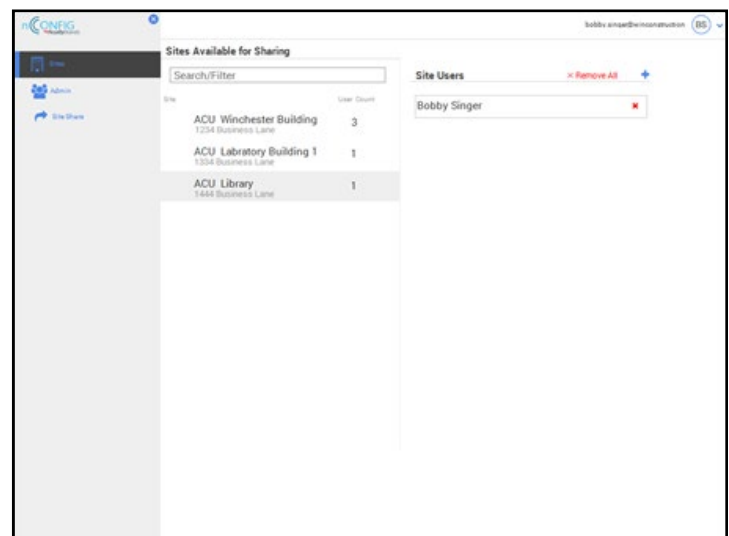 nCONFIG
bobby.singer@winconstruction
BS
Sites
Admin
Site Share
Sites Available for Sharing
Search/Filter
Site
User Count
ACU Winchester Building
1234 Business Lane
3
ACU Labratory Building 1
1334 Business Lane
1
ACU Library
1444 Business Lane
1
Site Users
× Remove All
+
Bobby Singer
×